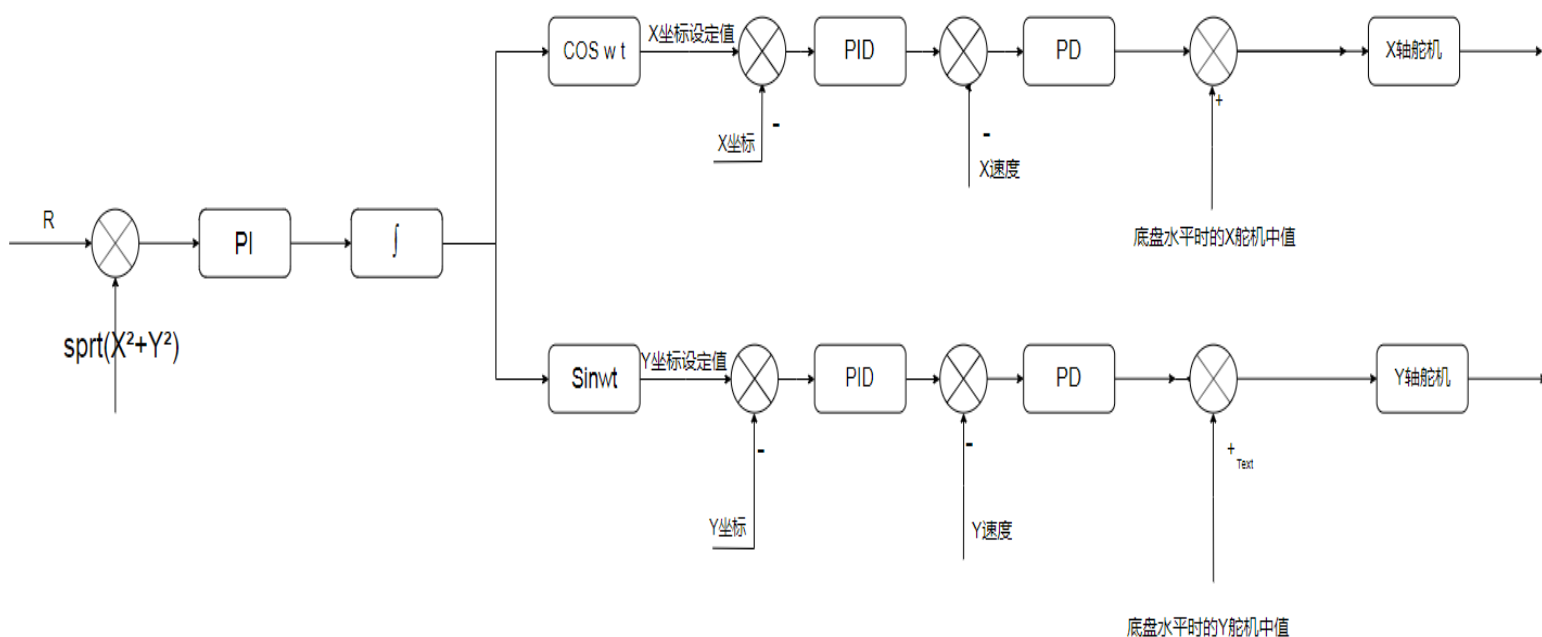 COS w t
X坐标设定值
PID
PD
X轴舵机
+
-
X坐标
-
X速度
底盘水平时的X舵机中值
R
PI
∫
sprt(X²+Y²)
Sinwt
Y坐标设定值
PID
PD
Y轴舵机
-
-
+
Text
Y坐标
Y速度
底盘水平时的Y舵机中值